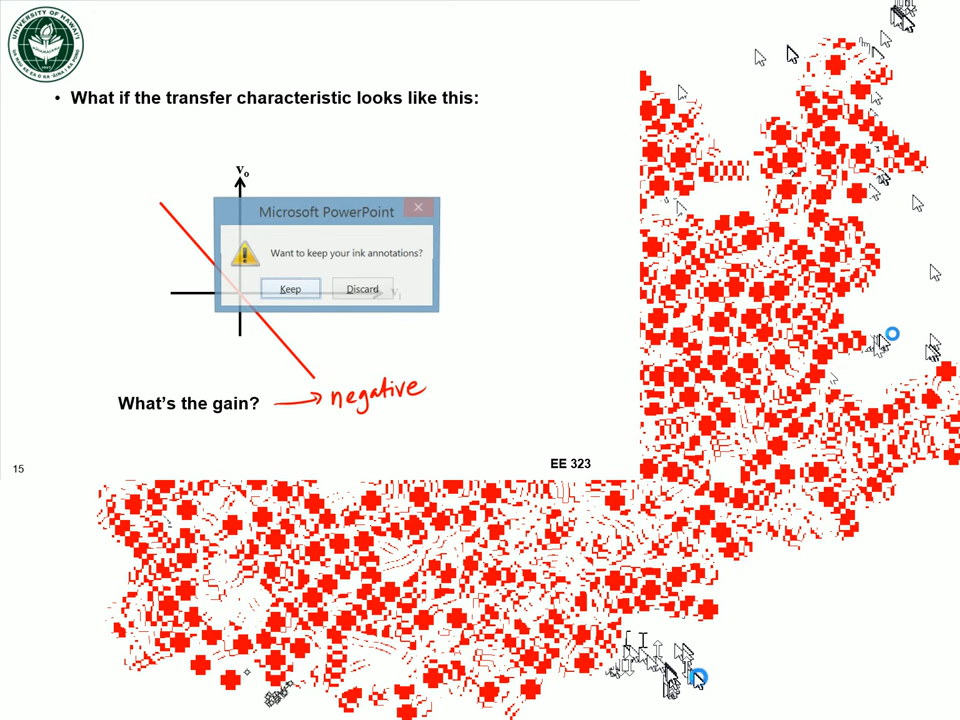 UNIVERSITY OF HAWAI'I
• What if the transfer characteristic looks like this:
vo
Microsoft PowerPoint
Want to keep your ink annotations?
Keep Discard
What's the gain? negative
15
EE 323